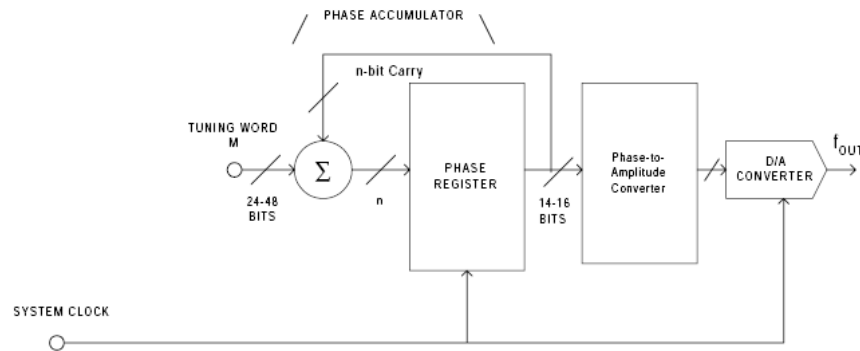 PHASE ACCUMULATOR
n-bit Carry
TUNING WORD
M
24-48
BITS
Σ
n
PHASE
REGISTER
14-16
BITS
Phase-to-
Amplitude
Converter
D/A
CONVERTER
fOUT
SYSTEM CLOCK